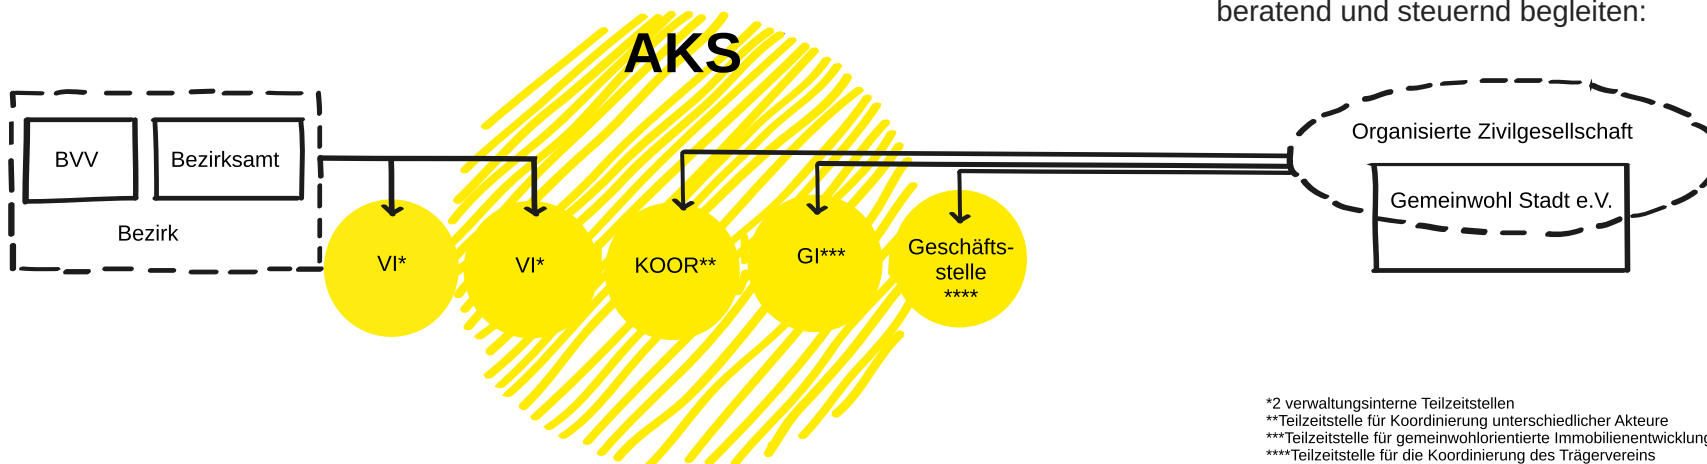 beratend und steuernd begleiten:
AKS
BVV
Bezirksamt
Bezirk
VI*
VI*
KOOR**
GI***
Geschäfts-
stelle
****
Organisierte Zivilgesellschaft
Gemeinwohl Stadt e.V.
*2 verwaltungsinterne Teilzeitstellen
**Teilzeitstelle für Koordinierung unterschiedlicher Akteure
***Teilzeitstelle für gemeinwohlorientierte Immobilienentwicklung
****Teilzeitstelle für die Koordinierung des Trägervereins